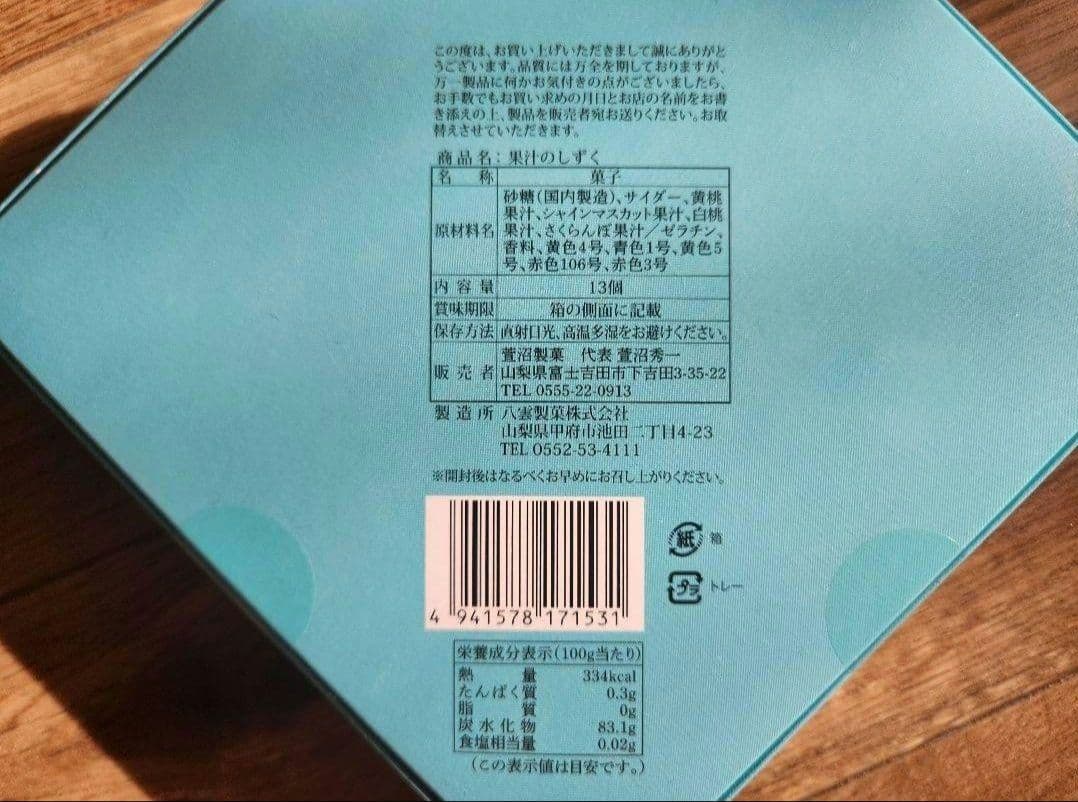 この度は、お買い上げいただきまして誠にありがと
うございます。品質には万全を期しておりますが、
万一製品に何かお気付きの点がございましたら、
お手数でもお買い求めの月日とお店の名前をお書
き添えの上、製品を販売者宛お送りください。お取
替えさせていただきます。
商品名：果汁のしずく
名称 菓子
原材料名 砂糖（国内製造）、サイダー、黄桃
果汁、シャインマスカット果汁、白桃
果汁、さくらんぼ果汁／ゼラチン、
香料、黄色4号、青色1号、黄色5
号、赤色106号、赤色3号
内容量 13個
賞味期限 箱の側面に記載
保存方法 直射日光、高温多湿をお避けください。
販売者 萱沼製菓 代表 萱沼秀一
山梨県富士吉田市下吉田3-35-22
TEL 0555-22-0913
製造所 八雲製菓株式会社
山梨県甲府市池田二丁目4-23
TEL 0552-53-4111
※開封後はなるべくお早めにお召し上がりください。
紙 箱
プラ トレー
4 941578 171531
栄養成分表示（100g当たり）
熱量 334kcal
たんぱく質 0.3g
脂質 0g
炭水化物 83.1g
食塩相当量 0.02g
（この表示値は目安です。）